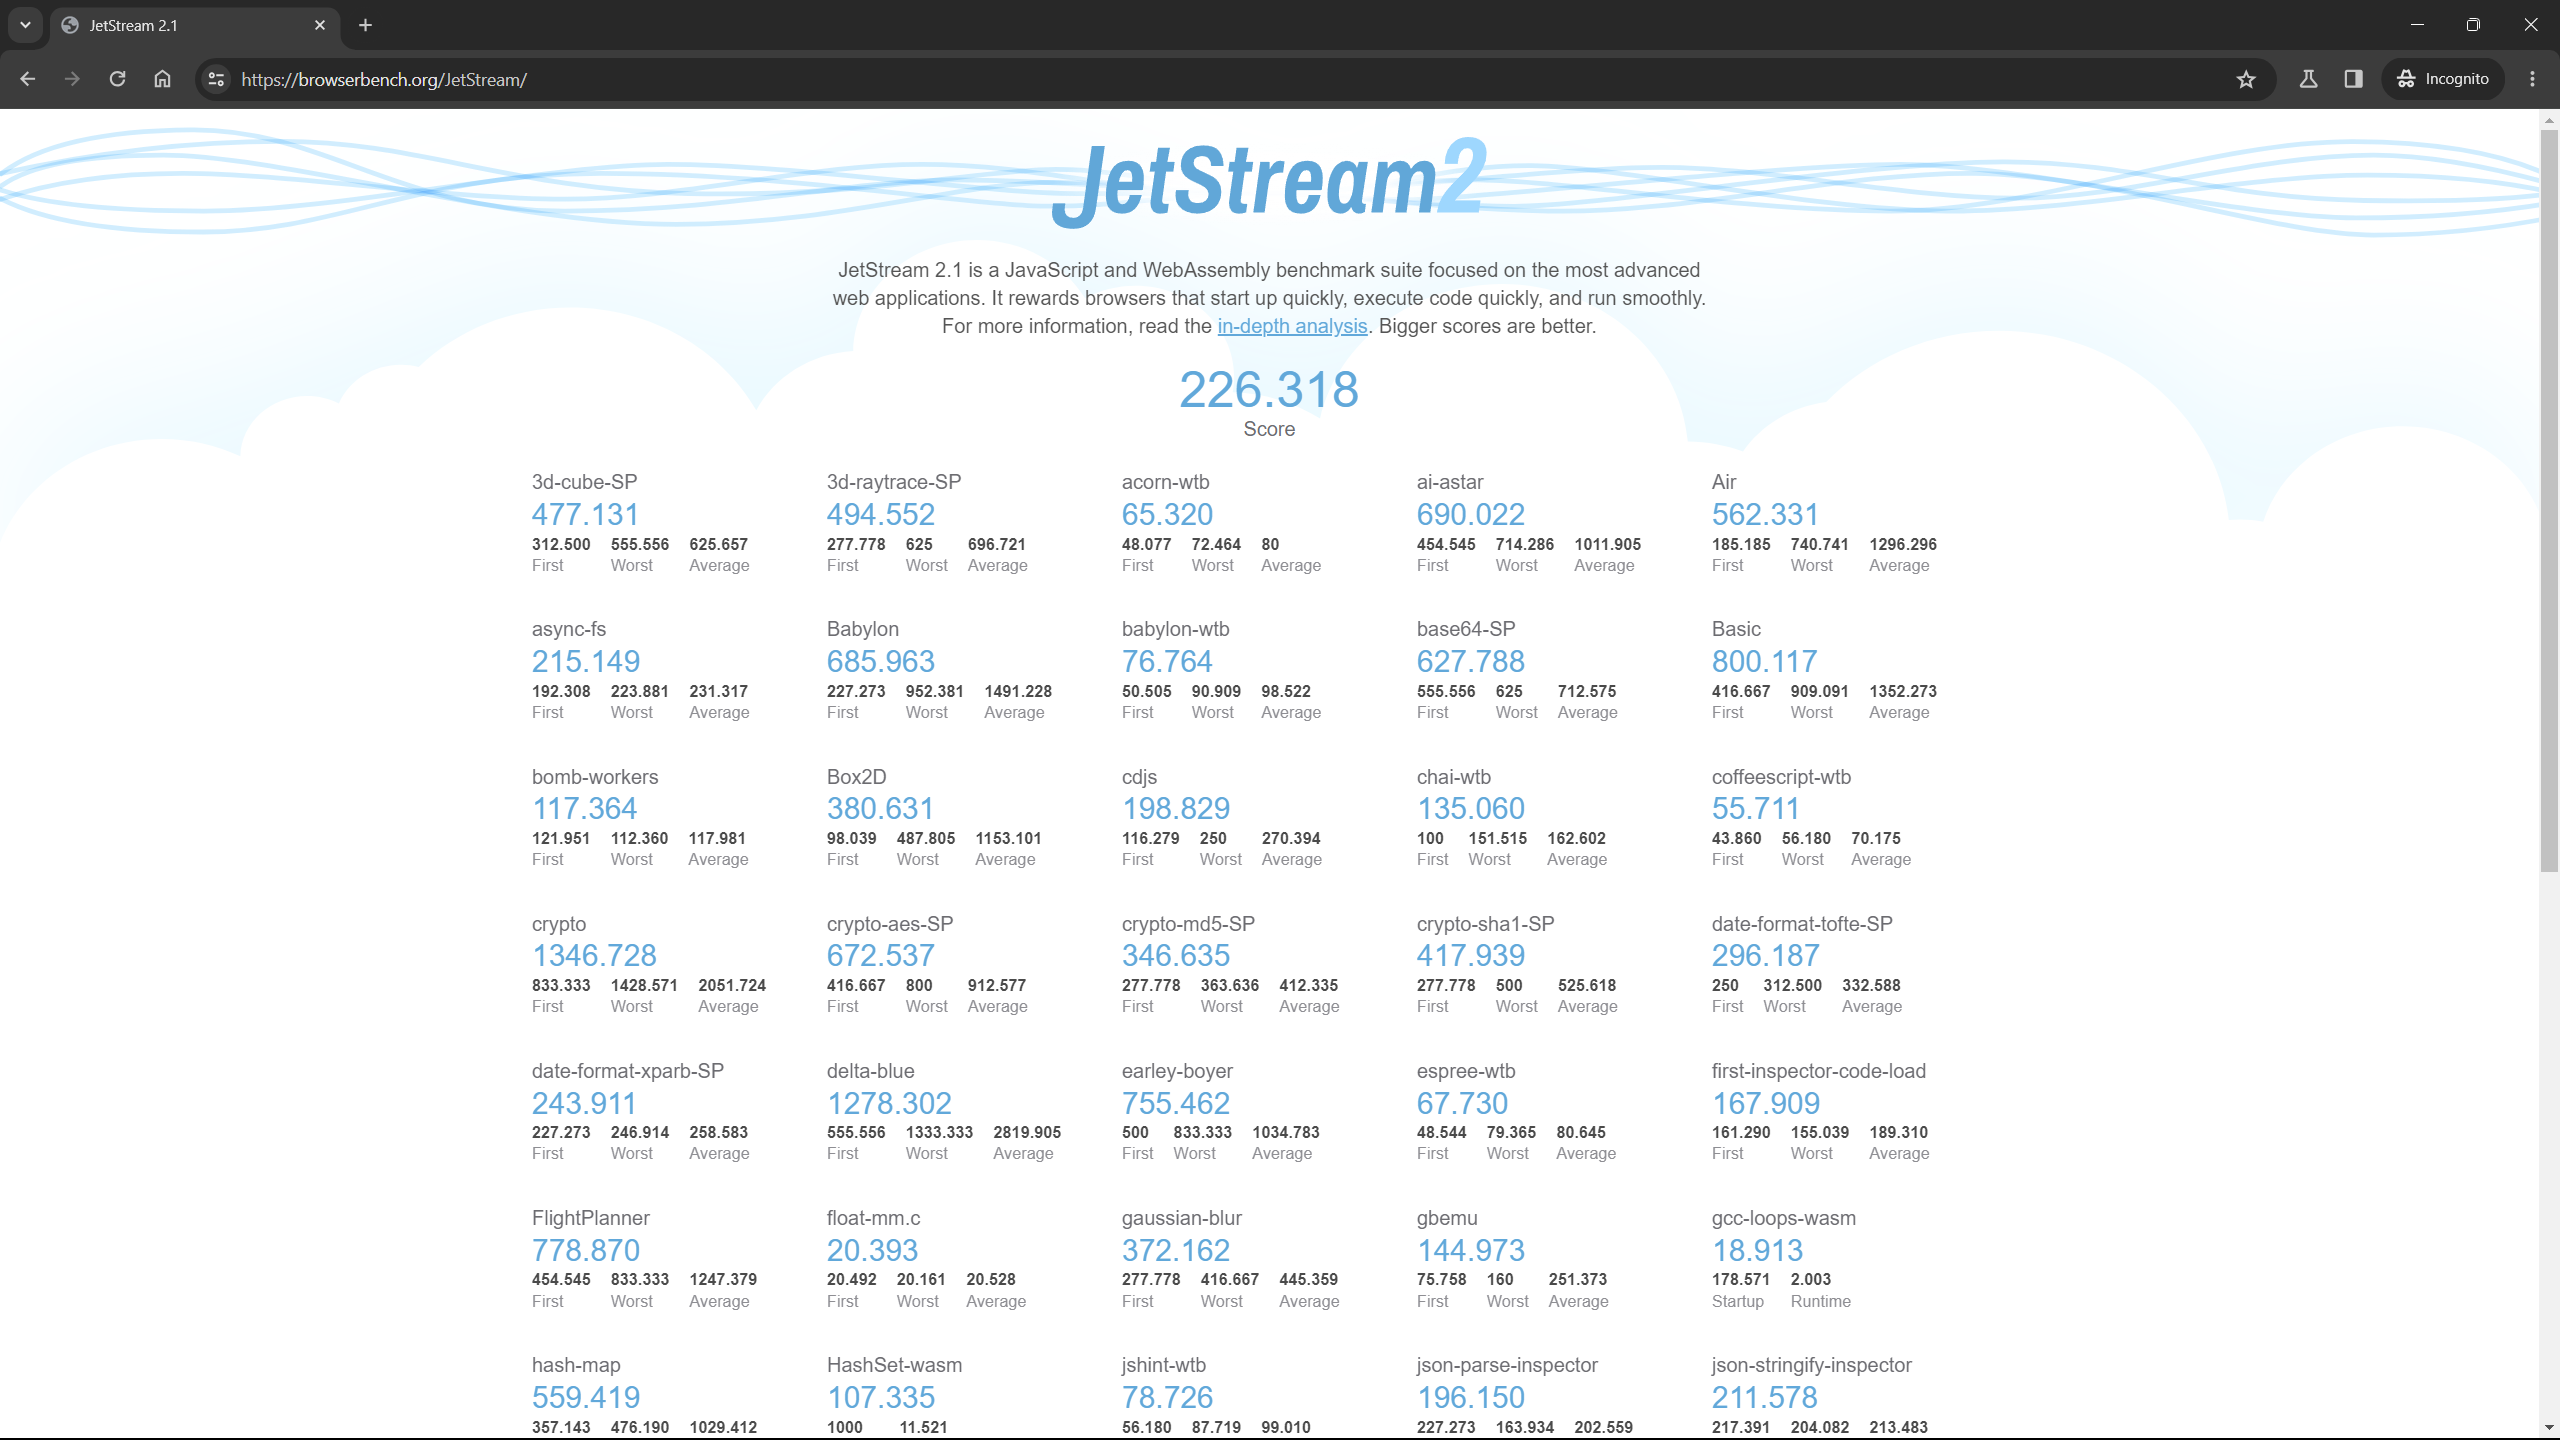 JetStream 2.1
https://browserbench.org/JetStream/
Incognito
JetStream2
JetStream 2.1 is a JavaScript and WebAssembly benchmark suite focused on the most advanced
web applications. It rewards browsers that start up quickly, execute code quickly, and run smoothly.
For more information, read the in-depth analysis. Bigger scores are better.
226.318
Score
3d-cube-SP 3d-raytrace-SP acorn-wtb ai-astar Air
477.131 494.552 65.320 690.022 562.331
312.500 555.556 625.657 277.778 625 696.721 48.077 72.464 80 454.545 714.286 1011.905 185.185 740.741 1296.296
First Worst Average First Worst Average First Worst Average First Worst Average First Worst Average
async-fs Babylon babylon-wtb base64-SP Basic
215.149 685.963 76.764 627.788 800.117
192.308 223.881 231.317 227.273 952.381 1491.228 50.505 90.909 98.522 555.556 625 712.575 416.667 909.091 1352.273
First Worst Average First Worst Average First Worst Average First Worst Average First Worst Average
bomb-workers Box2D cdjs chai-wtb coffeescript-wtb
117.364 380.631 198.829 135.060 55.711
121.951 112.360 117.981 98.039 487.805 1153.101 116.279 250 270.394 100 151.515 162.602 43.860 56.180 70.175
First Worst Average First Worst Average First Worst Average First Worst Average First Worst Average
crypto crypto-aes-SP crypto-md5-SP crypto-sha1-SP date-format-tofte-SP
1346.728 672.537 346.635 417.939 296.187
833.333 1428.571 2051.724 416.667 800 912.577 277.778 363.636 412.335 277.778 500 525.618 250 312.500 332.588
First Worst Average First Worst Average First Worst Average First Worst Average First Worst Average
date-format-xparb-SP delta-blue earley-boyer espree-wtb first-inspector-code-load
243.911 1278.302 755.462 67.730 167.909
227.273 246.914 258.583 555.556 1333.333 2819.905 500 833.333 1034.783 48.544 79.365 80.645 161.290 155.039 189.310
First Worst Average First Worst Average First Worst Average First Worst Average First Worst Average
FlightPlanner float-mm.c gaussian-blur gbemu gcc-loops-wasm
778.870 20.393 372.162 144.973 18.913
454.545 833.333 1247.379 20.492 20.161 20.528 277.778 416.667 445.359 75.758 160 251.373 178.571 2.003
First Worst Average First Worst Average First Worst Average First Worst Average Startup Runtime
hash-map HashSet-wasm jshint-wtb json-parse-inspector json-stringify-inspector
559.419 107.335 78.726 196.150 211.578
357.143 476.190 1029.412 1000 11.521 56.180 87.719 99.010 227.273 163.934 202.559 217.391 204.082 213.483